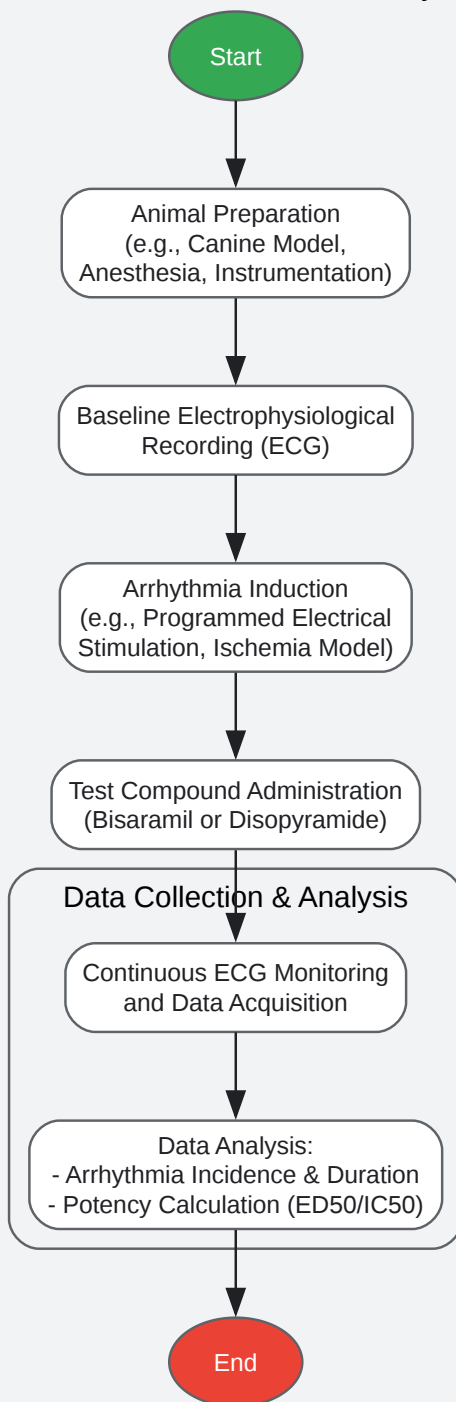 Start
Animal Preparation
(e.g., Canine Model,
Anesthesia, Instrumentation)
Baseline Electrophysiological
Recording (ECG)
Arrhythmia Induction
(e.g., Programmed Electrical
Stimulation, Ischemia Model)
Test Compound Administration
(Bisaramil or Disopyramide)
Data Collection & Analysis
Continuous ECG Monitoring
and Data Acquisition
Data Analysis:
- Arrhythmia Incidence & Duration
- Potency Calculation (ED50/IC50)
End